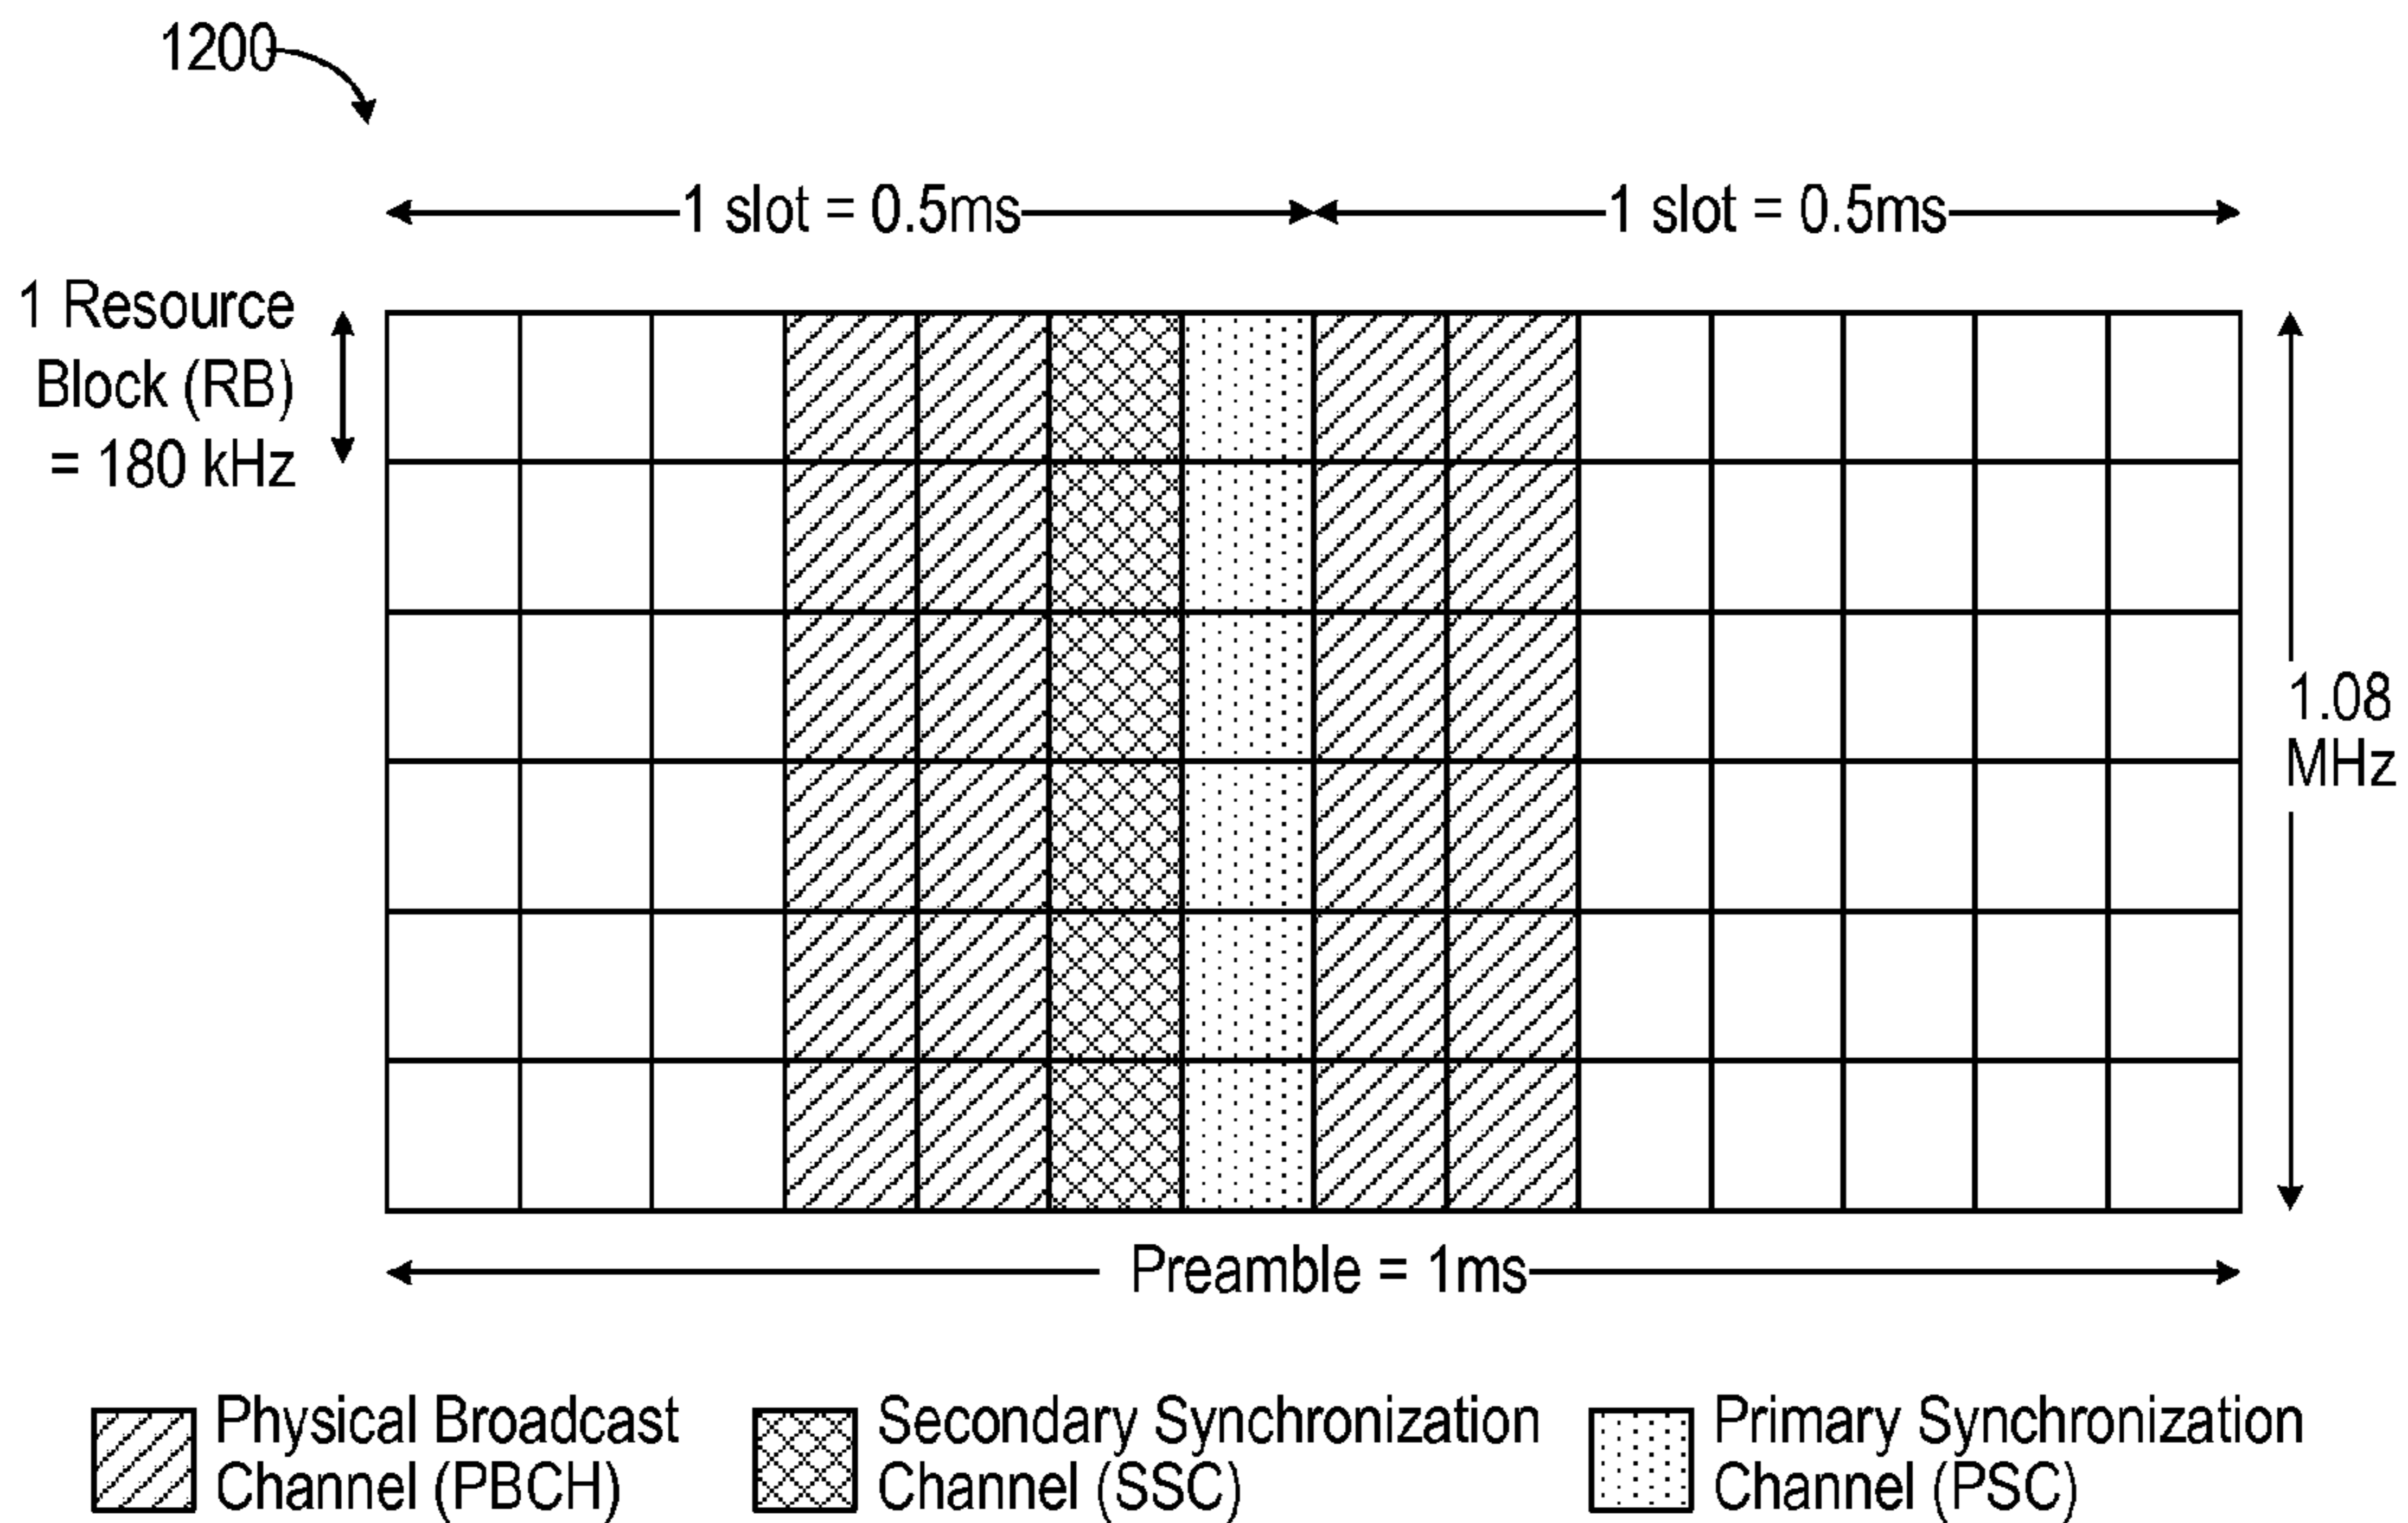 1200
1 slot = 0.5ms 1 slot = 0.5ms
1 Resource
Block (RB)
= 180 kHz
1.08
MHz
Preamble = 1ms
Physical Broadcast
Channel (PBCH)
Secondary Synchronization
Channel (SSC)
Primary Synchronization
Channel (PSC)